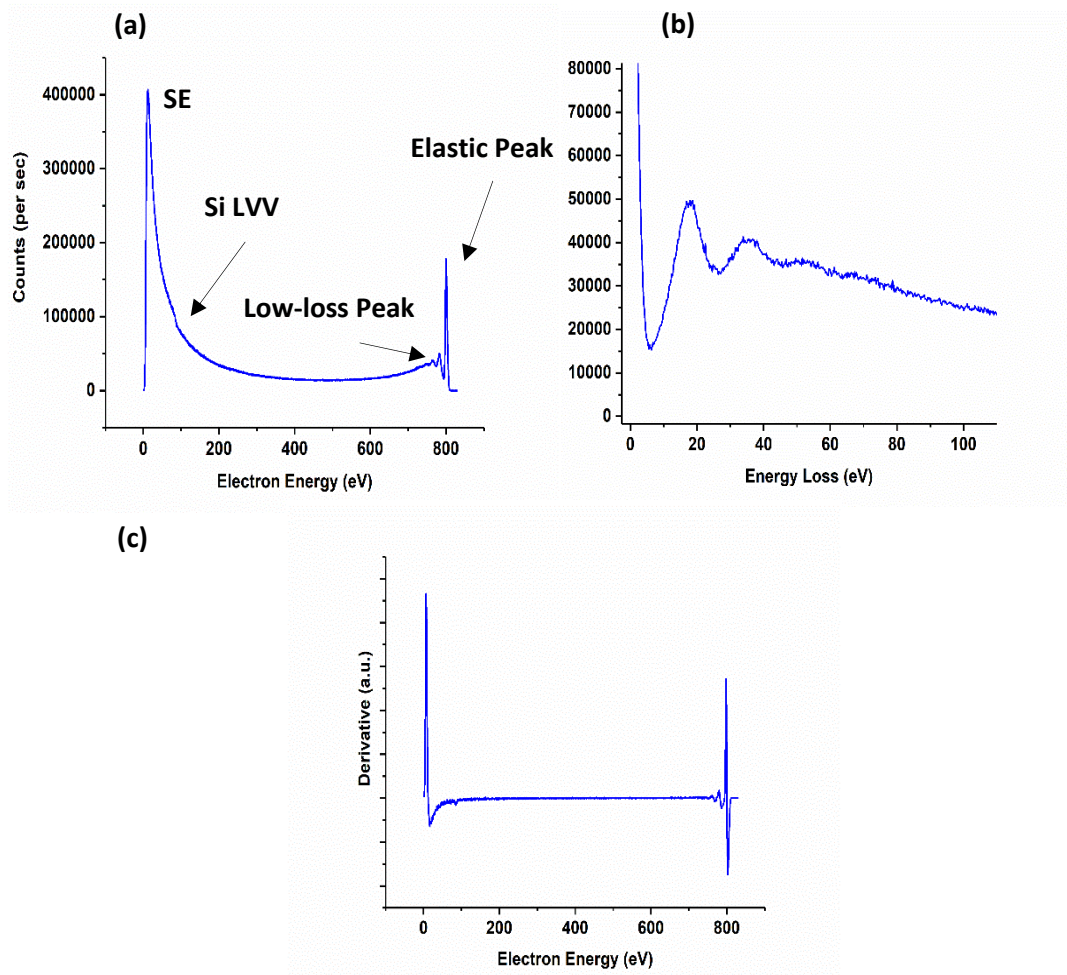 (a)
SE
Elastic Peak
Si LVV
Low-loss Peak
Counts (per sec)
400000
300000
200000
100000
0
0
200
400
600
800
Electron Energy (eV)
(b)
80000
70000
60000
50000
40000
30000
20000
10000
0
0
20
40
60
80
100
Energy Loss (eV)
(c)
Derivative (a.u.)
0
200
400
600
800
Electron Energy (eV)